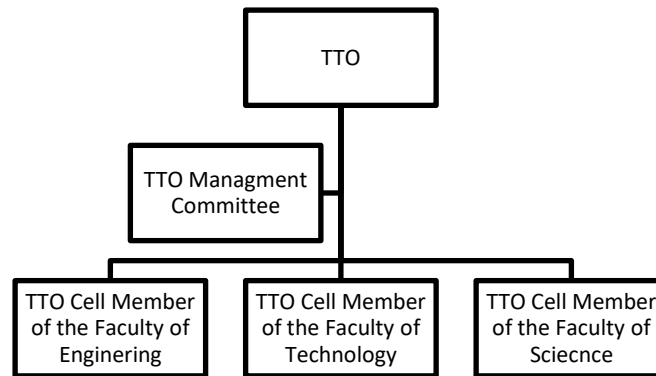 TTO
TTO Managment
Committee
TTO Cell Member
of the Faculty of
Enginering
TTO Cell Member
of the Faculty of
Technology
TTO Cell Member
of the Faculty of
Sciecnce